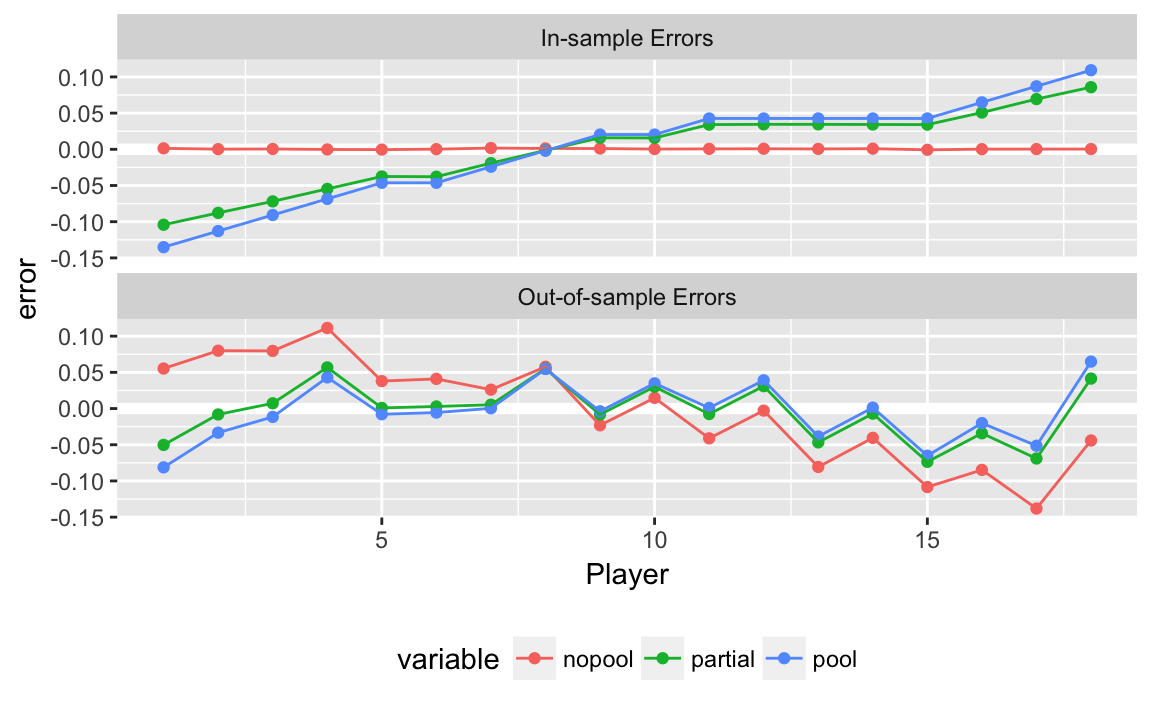 In-sample Errors
0.10
0.05
0.00
-0.05
-0.10
-0.15
error
Out-of-sample Errors
0.10
0.05
0.00
-0.05
-0.10
-0.15
5 10 15
Player
variable nopool partial pool